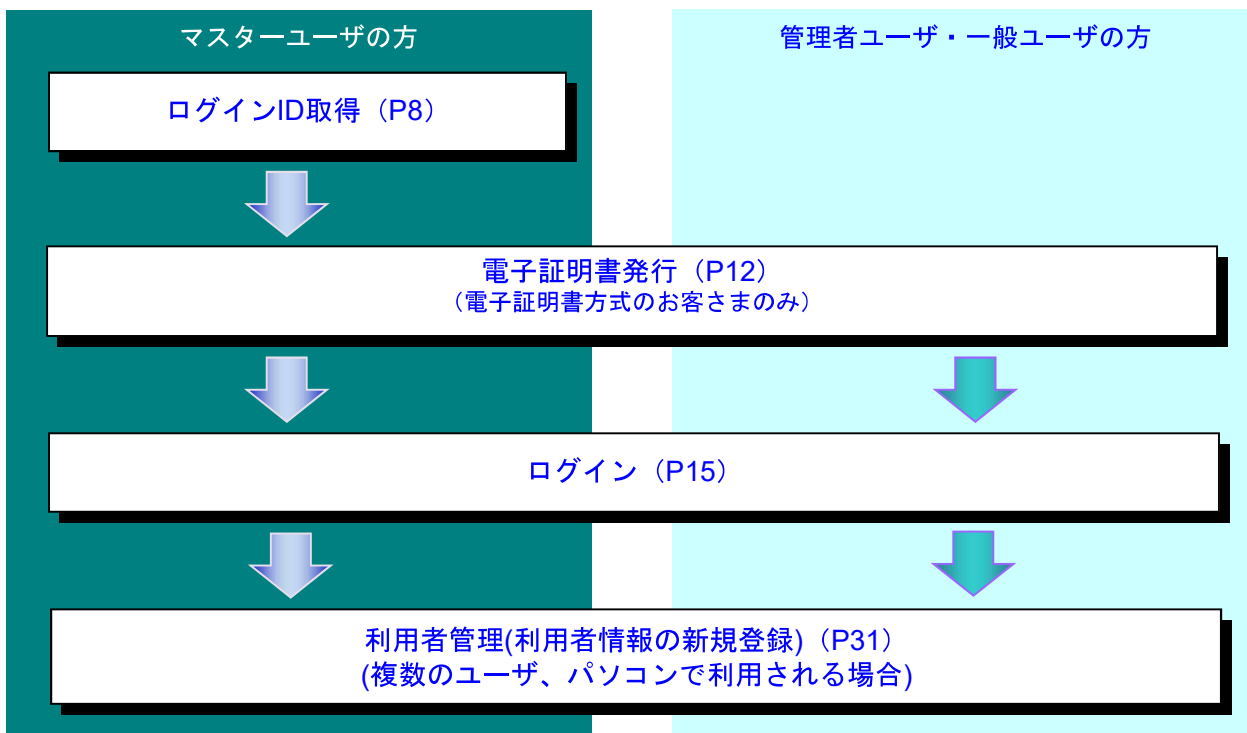 マスターユーザの方
管理者ユーザ・一般ユーザの方
ログインID取得（P8）
電子証明書発行（P12）
（電子証明書方式のお客さまのみ）
ログイン（P15）
利用者管理(利用者情報の新規登録)（P31）
(複数のユーザ、パソコンで利用される場合)